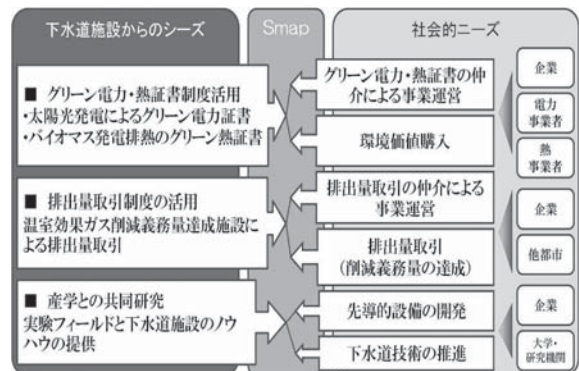 下水道施設からのシーズ
Smap
社会的ニーズ
■ グリーン電力・熱証書制度活用
・太陽光発電によるグリーン電力証書
・バイオマス発電排熱のグリーン熱証書
グリーン電力・熱証書の仲
介による事業運営
環境価値購入
企業
電力
事業者
熱
事業者
■ 排出量取引制度の活用
温室効果ガス削減義務量達成施設に
よる排出量取引
排出量取引の仲介による
事業運営
排出量取引
(削減義務量の達成)
企業
他都市
■ 産学との共同研究
実験フィールドと下水道施設のノウ
ハウの提供
先導的設備の開発
下水道技術の推進
企業
大学・
研究機関